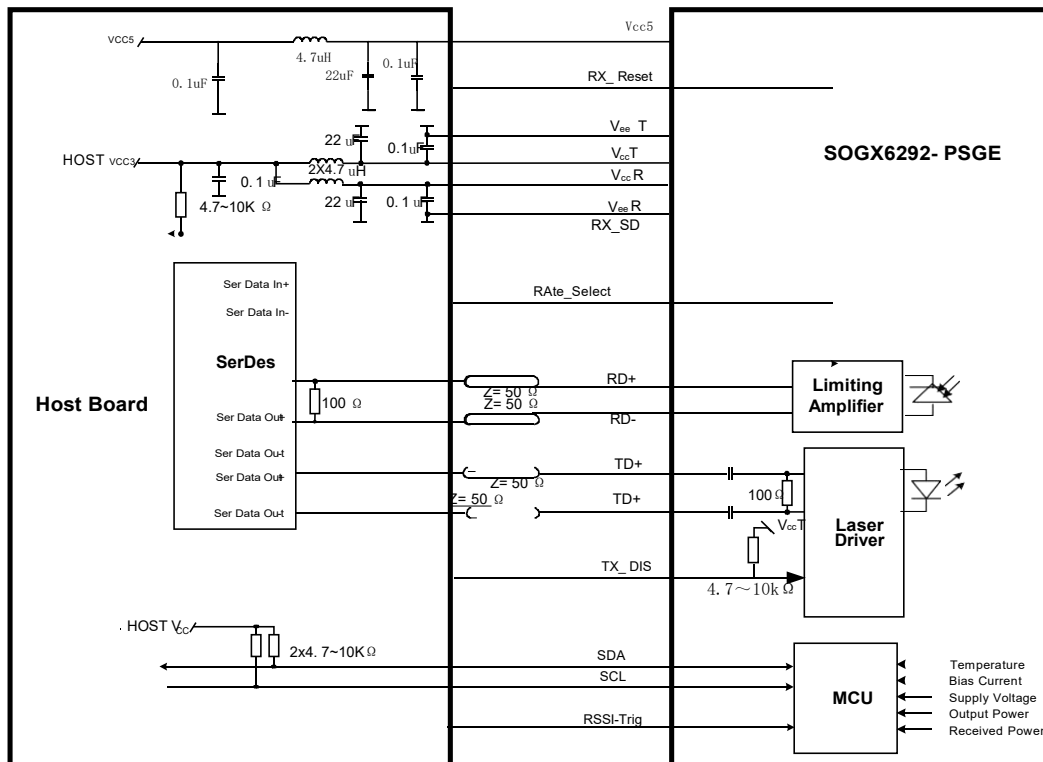 Vcc5
VCC5
4.7uH
0.1uF
22uF
0.1uF
RX_ Reset
Vee T
22 uF
0.1uF
HOST VCC3
VccT
SOGX6292- PSGE
2X4.7 uH
0.1 uF
VccR
4.7~10K Ω
22 uF
0.1 uF
Vee R
RX_SD
Ser Data In+
RAte_Select
Ser Data In-
SerDes
Host Board
100 Ω
Z= 50 Ω
Z= 50 Ω
RD+
RD-
Limiting
Amplifier
Ser Data Out+
Ser Data Out-
Ser Data Out+
Ser Data Out-
Z= 50 Ω
Z= 50 Ω
TD+
TD+
100Ω
VccT
Laser
Driver
TX_ DIS
4.7～10kΩ
HOST VCC
2x4.7~10KΩ
SDA
SCL
RSSI-Trig
MCU
Temperature
Bias Current
Supply Voltage
Output Power
Received Power